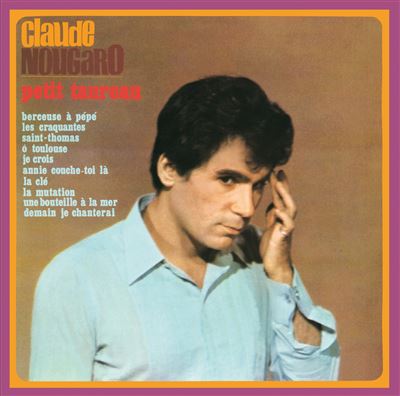 Claude
NOUGARO
petit taureau
berceuse à pépé
les craquantes
saint-thomas
ô toulouse
je crois
annie couche-toi là
la clé
la mutation
une bouteille à la mer
demain je chanterai